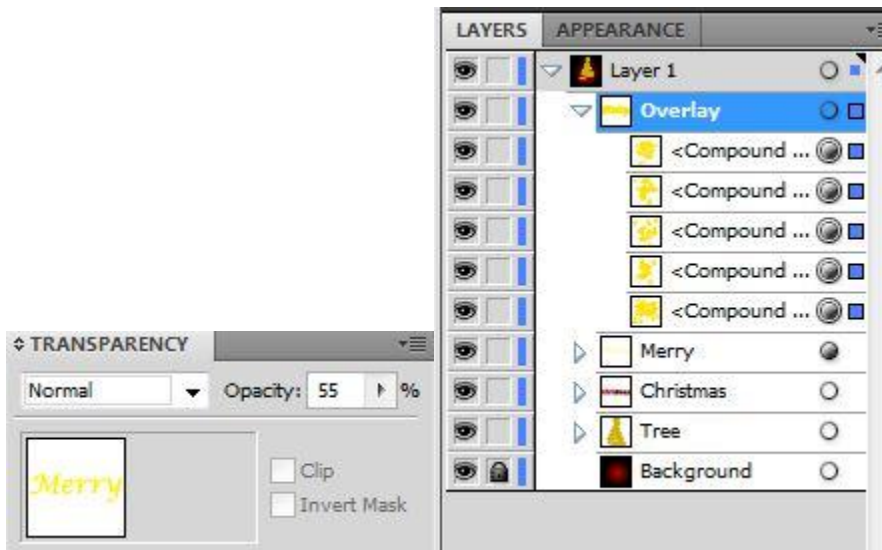 LAYERS APPEARANCE
Layer 1
Overlay
<Compound ...
<Compound ...
<Compound ...
<Compound ...
<Compound ...
Merry
Christmas
Tree
Background
TRANSPARENCY
Normal Opacity: 55 %
Merry
Clip
Invert Mask